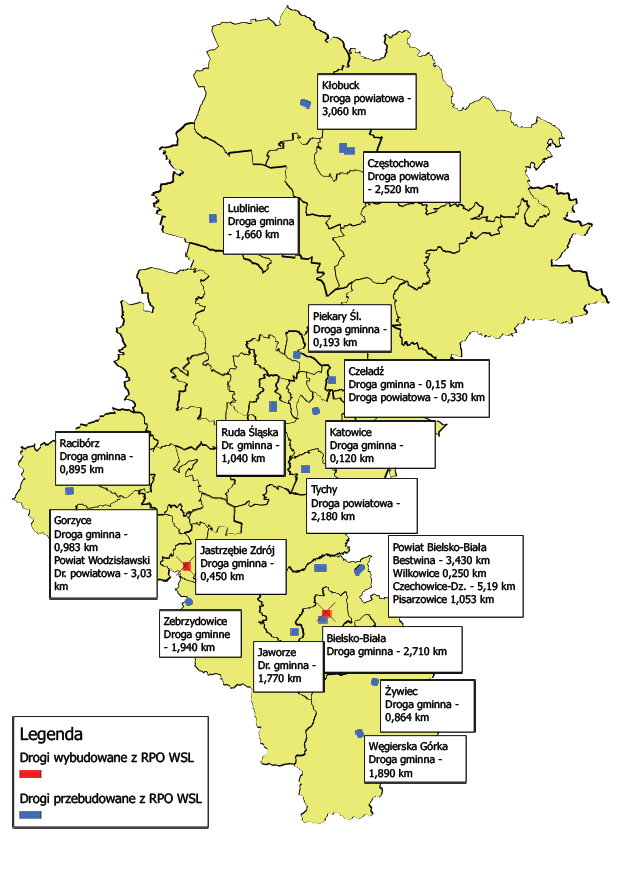 Kłobuck
Droga powiatowa -
3,060 km
Częstochowa
Droga powiatowa
- 2,520 km
Lubliniec
Droga gminna
- 1,660 km
Piekary Śl.
Droga gminna -
0,193 km
Czeladź
Droga gminna - 0,15 km
Droga powiatowa - 0,330 km
Ruda Śląska
Dr. gminna -
1,040 km
Katowice
Droga gminna -
0,120 km
Racibórz
Droga gminna -
0,895 km
Tychy
Droga powiatowa -
2,180 km
Gorzyce
Droga gminna -
0,983 km
Powiat Wodzisławski
Dr. powiatowa - 3,03
km
Jastrzębie Zdrój
Droga gminna -
0,450 km
Powiat Bielsko-Biała
Bestwina - 3,430 km
Wilkowice 0,250 km
Czechowice-Dz. - 5,19 km
Pisarzowice 1,053 km
Zebrzydowice
Droga gminne
- 1,940 km
Bielsko-Biała
Droga gminna - 2,710 km
Jaworze
Dr. gminna -
1,770 km
Żywiec
Droga gminna -
0,864 km
Węgierska Górka
Droga gminna -
1,890 km
Legenda
Drogi wybudowane z RPO WSL
Drogi przebudowane z RPO WSL